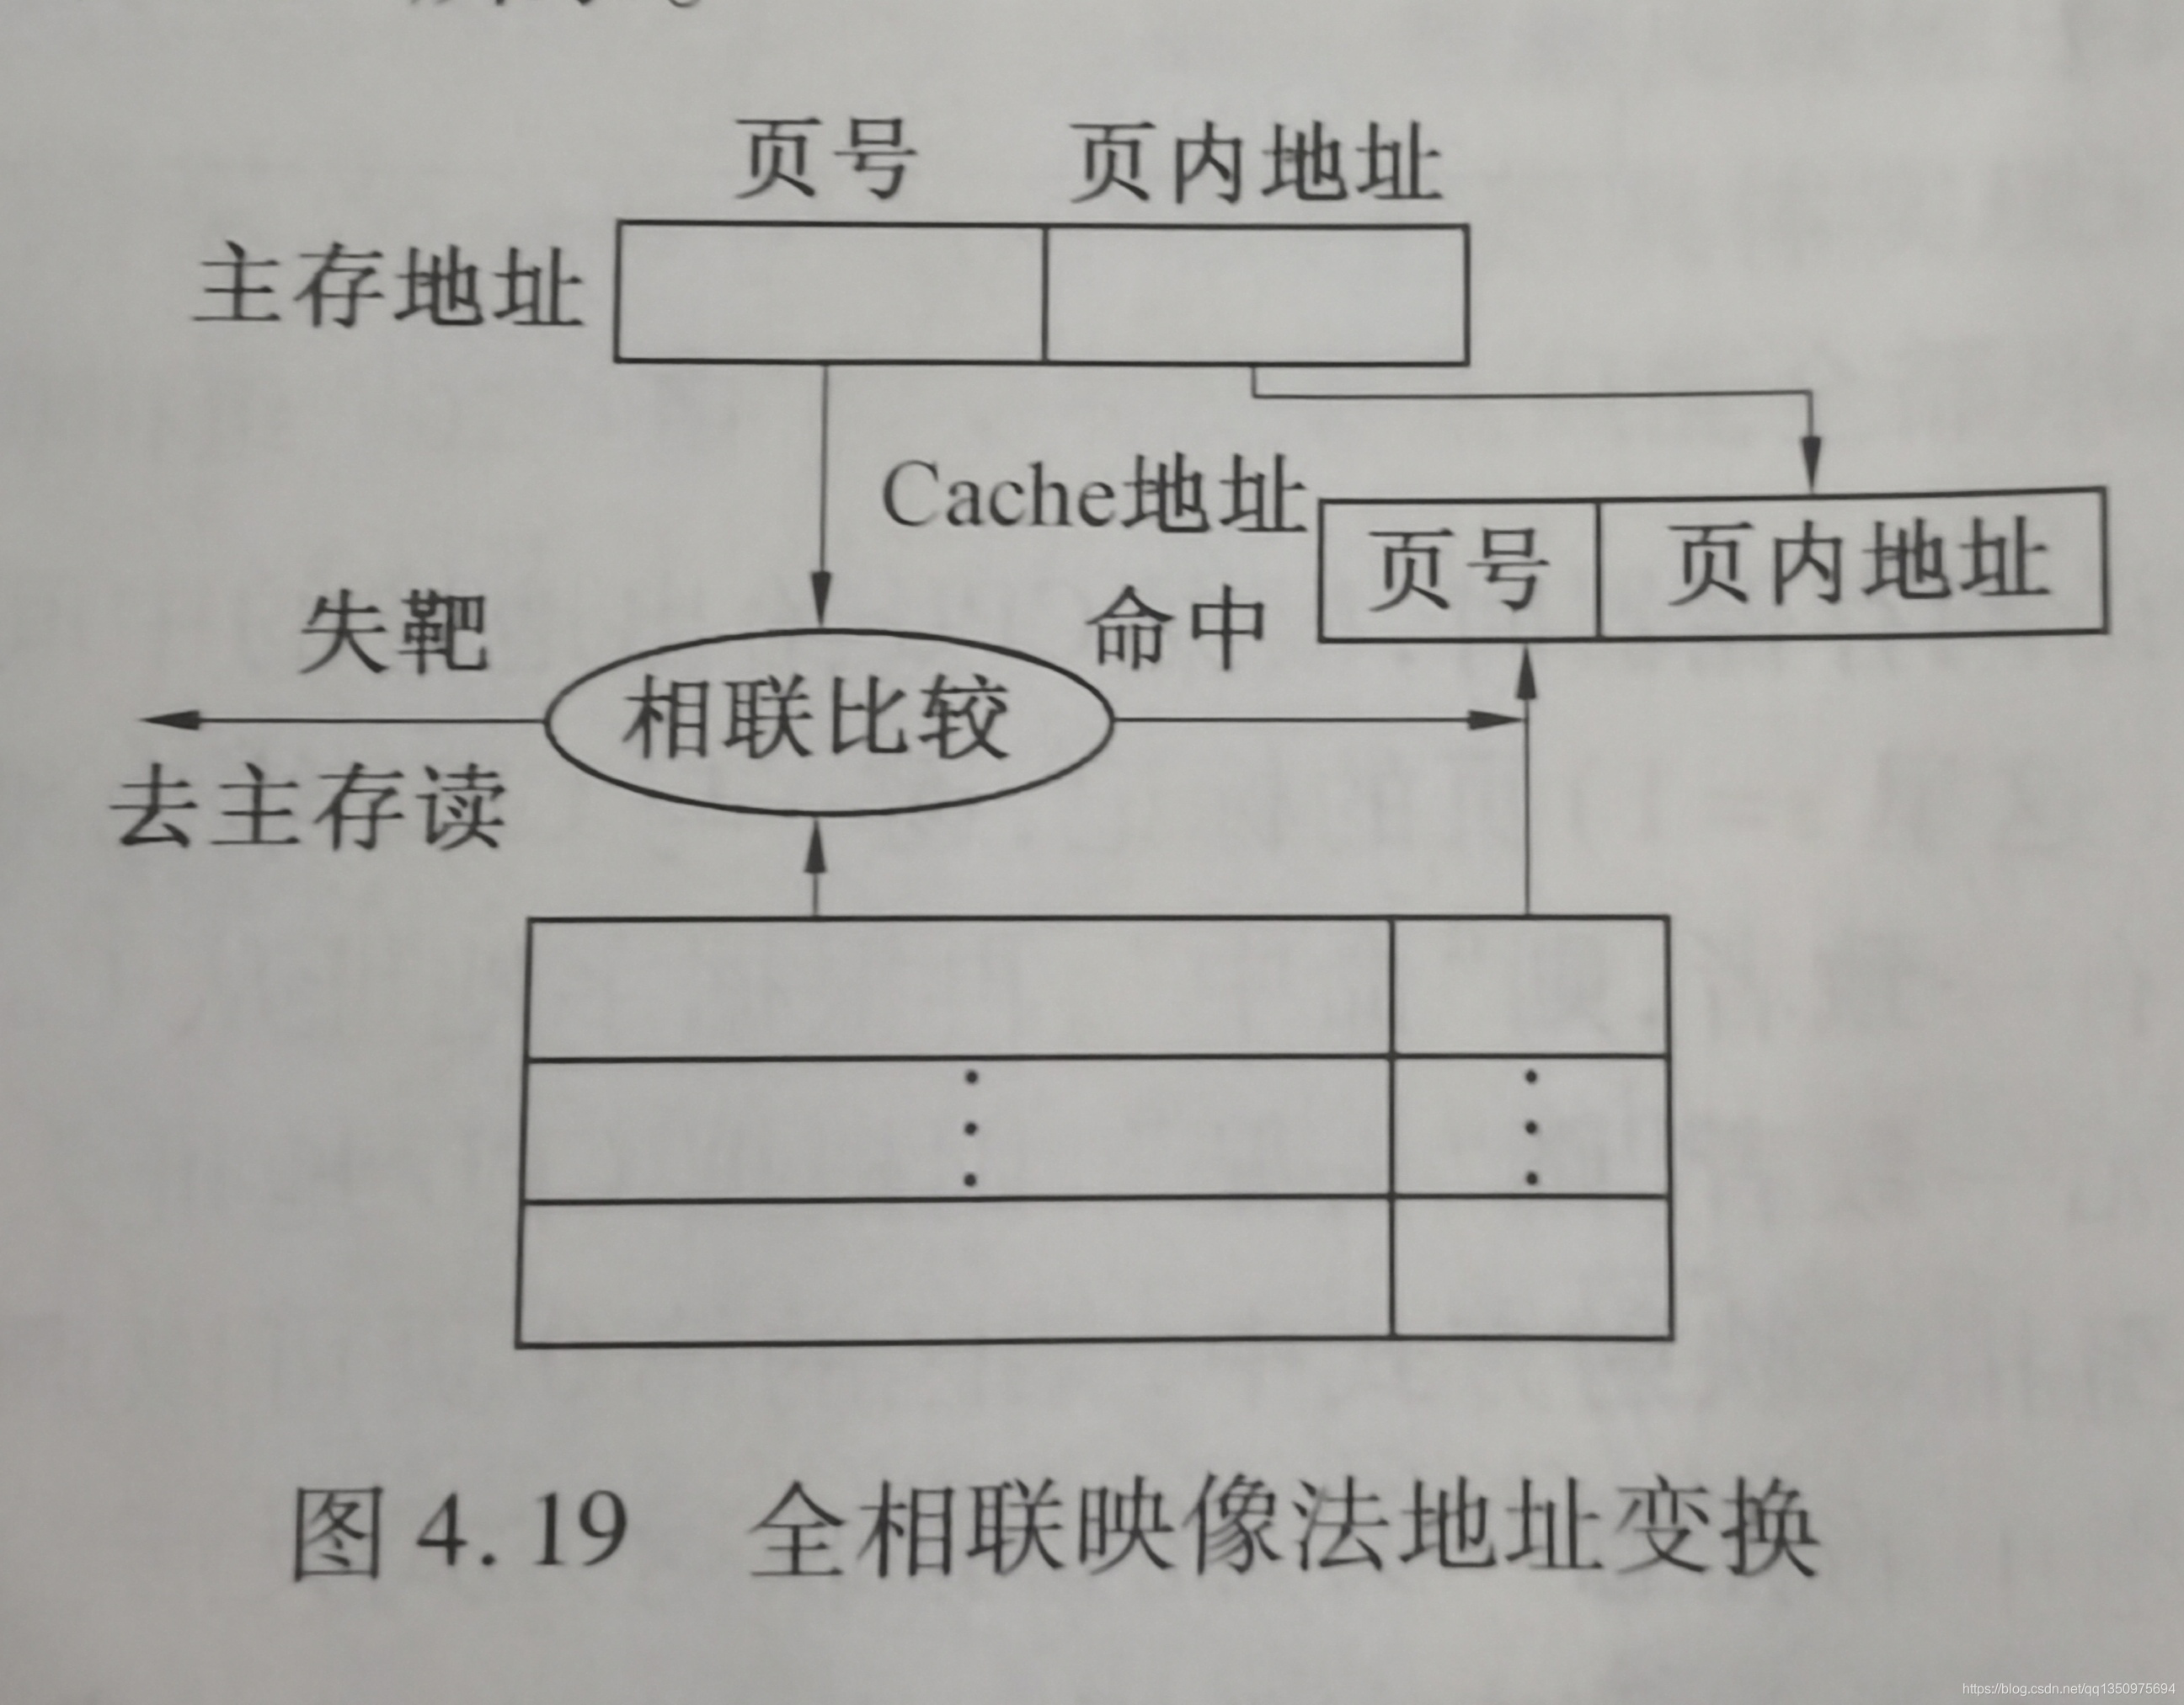 页号 页内地址
主存地址
Cache地址
页号 页内地址
失靶
命中
相联比较
去主存读
图 4.19 全相联映像法地址变换
https://blog.csdn.net/qq1350975694